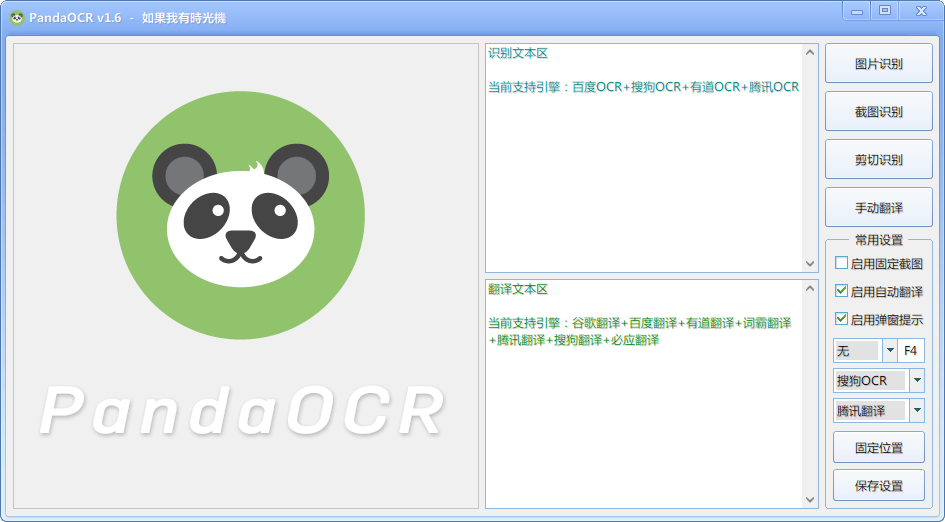 PandaOCR v1.6 - 如果我有時光機
PandaOCR
识别文本区
当前支持引擎：百度OCR+搜狗OCR+有道OCR+腾讯OCR
翻译文本区
当前支持引擎：谷歌翻译+百度翻译+有道翻译+词霸翻译
+腾讯翻译+搜狗翻译+必应翻译
图片识别
截图识别
剪切识别
手动翻译
常用设置
启用固定截图
启用自动翻译
启用弹窗提示
无 F4
搜狗OCR
腾讯翻译
固定位置
保存设置